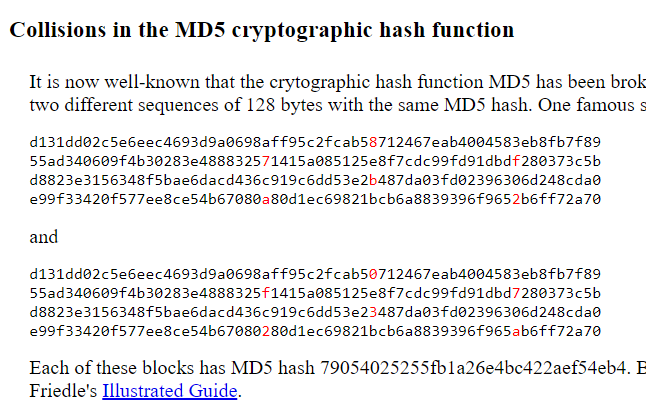 Collisions in the MD5 cryptographic hash function
It is now well-known that the crytographic hash function MD5 has been brok
two different sequences of 128 bytes with the same MD5 hash. One famous s
d131dd02c5e6eec4693d9a0698aff95c2fcab58712467eab4004583eb8fb7f89
55ad340609f4b30283e488832571415a085125e8f7cdc99fd91dbdf280373c5b
d8823e3156348f5bae6dacd436c919c6dd53e2b487da03fd02396306d248cda0
e99f33420f577ee8ce54b67080a80d1ec69821bcb6a8839396f9652b6ff72a70
and
d131dd02c5e6eec4693d9a0698aff95c2fcab50712467eab4004583eb8fb7f89
55ad340609f4b30283e4888325f1415a085125e8f7cdc99fd91dbd7280373c5b
d8823e3156348f5bae6dacd436c919c6dd53e23487da03fd02396306d248cda0
e99f33420f577ee8ce54b67080280d1ec69821bcb6a8839396f965ab6ff72a70
Each of these blocks has MD5 hash 79054025255fb1a26e4bc422aef54eb4. E
Friedle's Illustrated Guide.